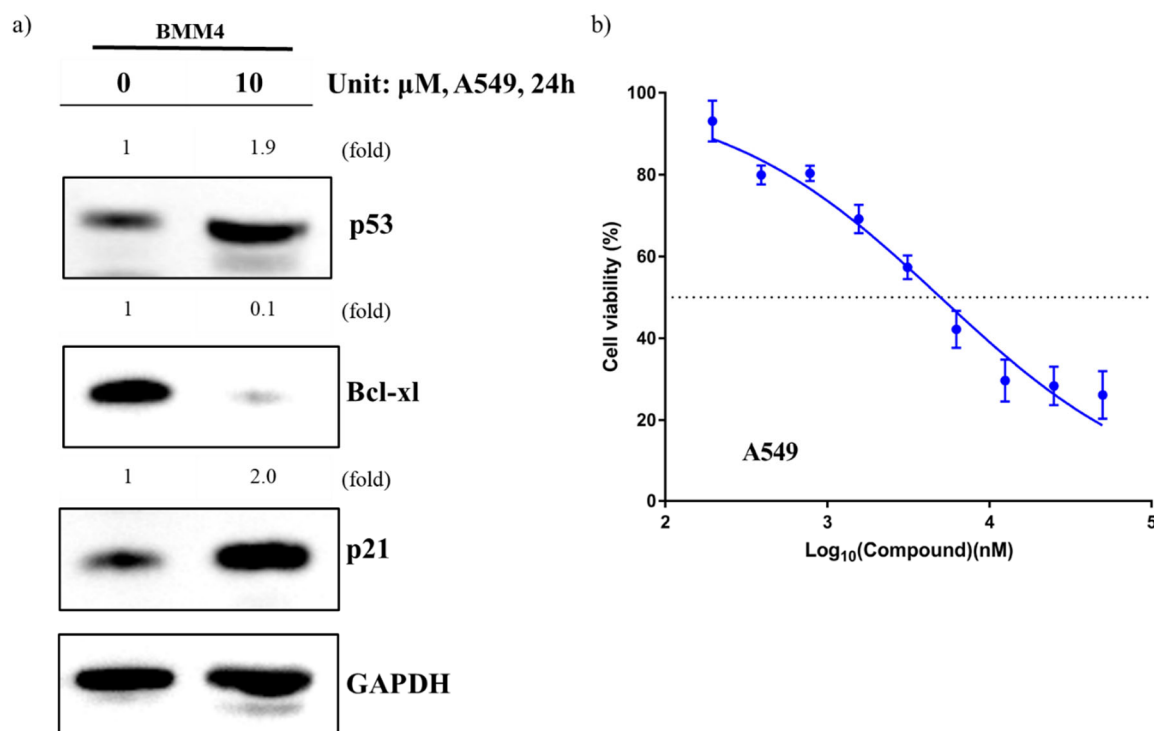 a)
BMM4
0 10 Unit: μM, A549, 24h
1 1.9 (fold)
p53
1 0.1 (fold)
Bcl-xl
1 2.0 (fold)
p21
GAPDH
b)
100
80
60
40
20
0
Cell viability (%)
A549
2 3 4 5
Log₁₀(Compound)(nM)